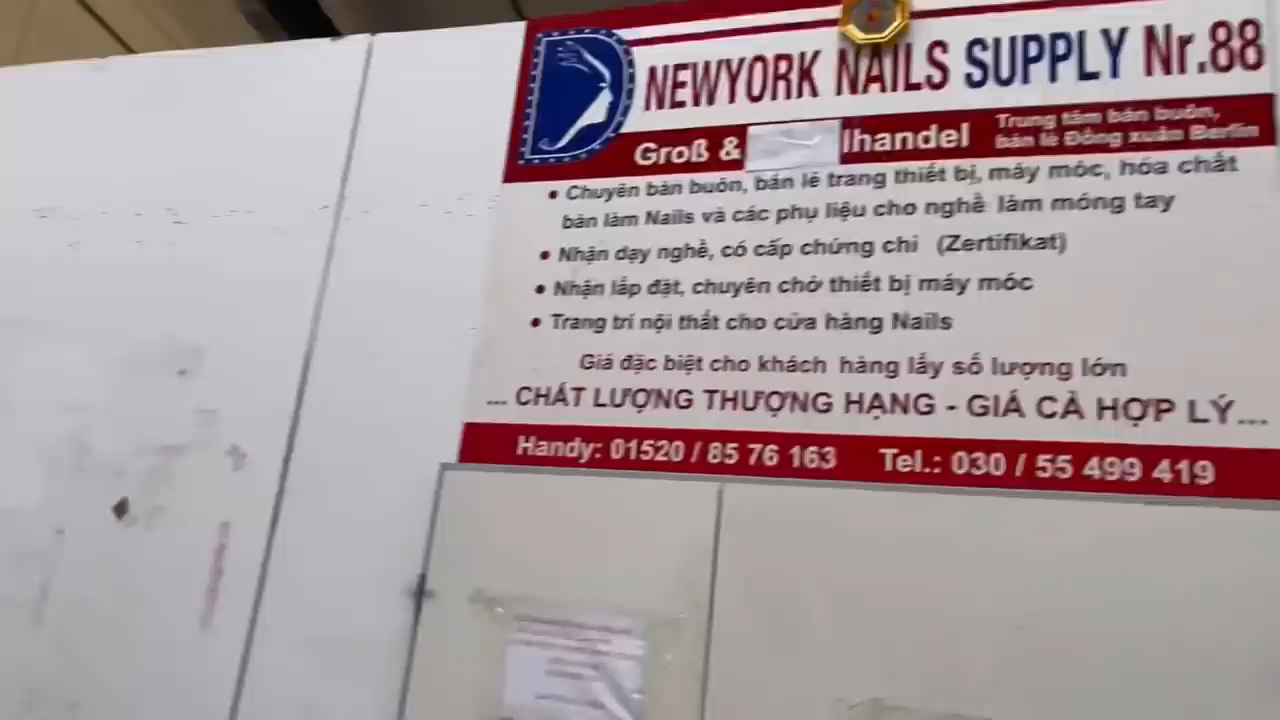 NEWYORK NAILS SUPPLY Nr.88
Groß & lhandel
Trung tâm bán buôn,
bán lẻ Đồng xuân Berlin
• Chuyên bán buôn, bán lẻ trang thiết bị, máy móc, hóa chất
bàn làm Nails và các phụ liệu cho nghề làm móng tay
• Nhận dạy nghề, có cấp chứng chỉ (Zertifikat)
• Nhận lắp đặt, chuyên chở thiết bị máy móc
• Trang trí nội thất cho cửa hàng Nails
Giá đặc biệt cho khách hàng lấy số lượng lớn
... CHẤT LƯỢNG THƯỢNG HẠNG - GIÁ CẢ HỢP LÝ...
Handy: 01520 / 85 76 163 Tel.: 030 / 55 499 419